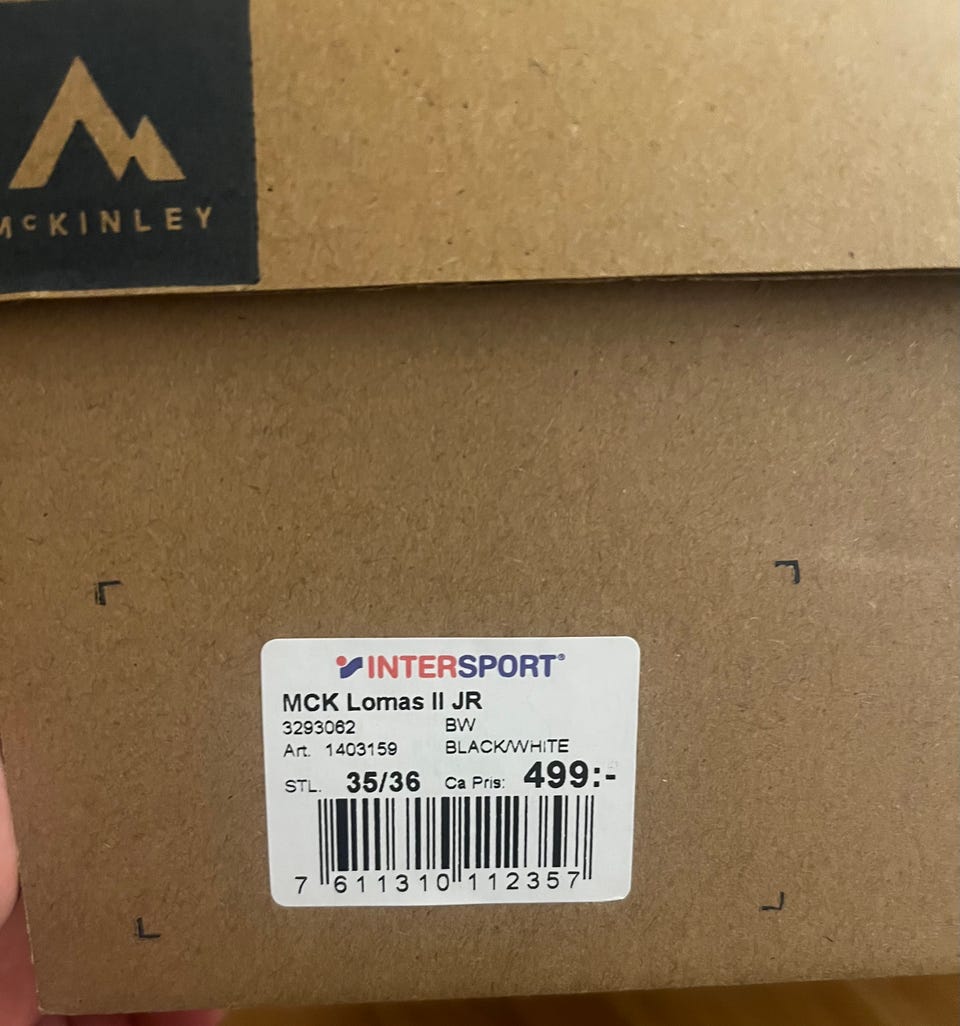 McKINLEY
INTERSPORT®
MCK Lomas II JR
3293062 BW
Art. 1403159 BLACK/WHITE
STL. 35/36 Ca Pris: 499:-
7 611310 112357